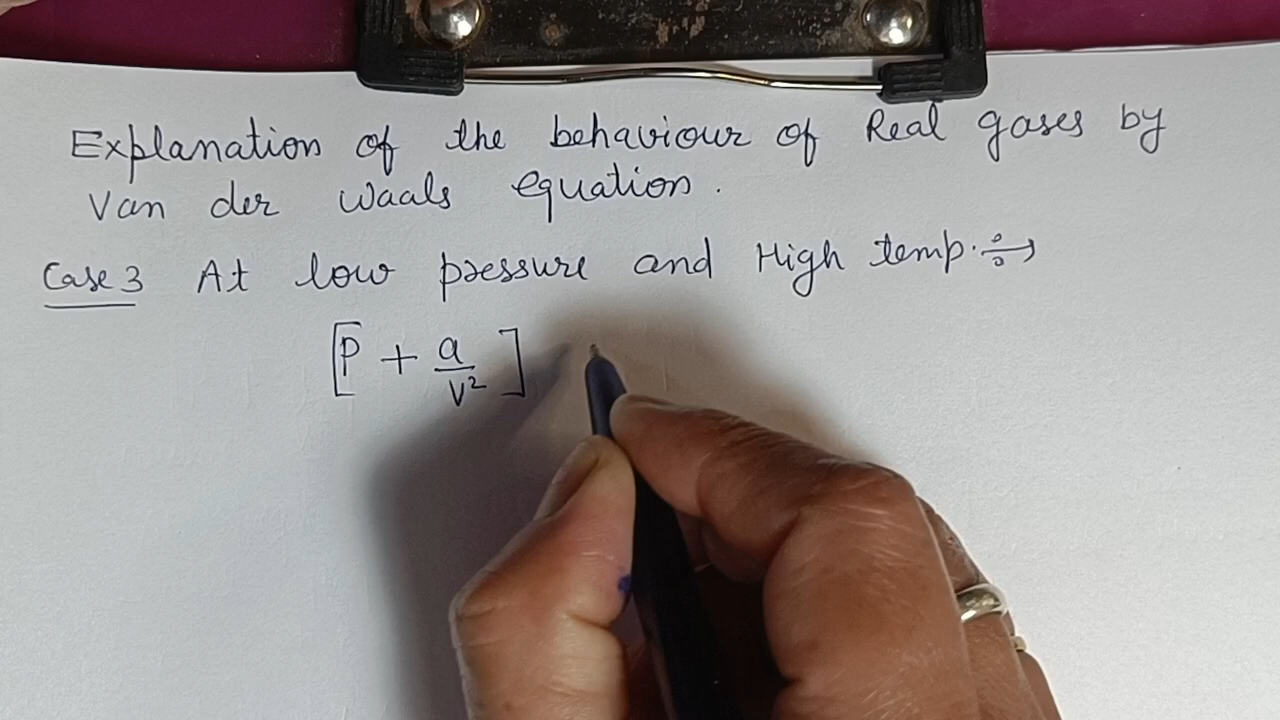 Explanation of the behaviour of Real gases by
Van der Waals equation.
Case 3 At low pressure and High temp. ÷→
[P + a/V²]